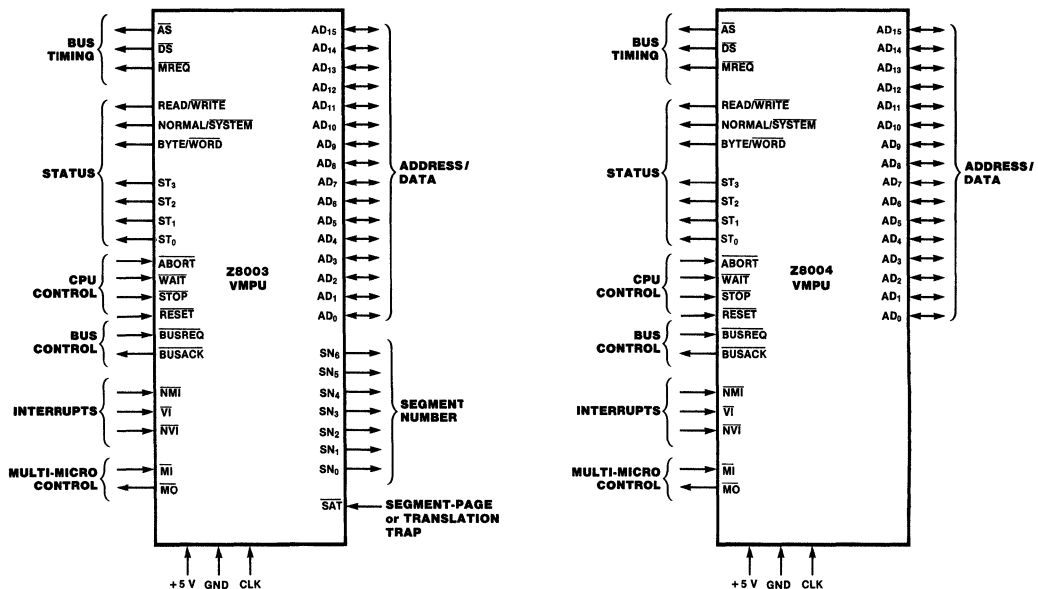 BUS
TIMING
AS
DS
MREQ
STATUS
READ/WRITE
NORMAL/SYSTEM
BYTE/WORD
ST3
ST2
ST1
ST0
CPU
CONTROL
ABORT
WAIT
STOP
RESET
BUS
CONTROL
BUSREQ
BUSACK
INTERRUPTS
NMI
VI
NVI
MULTI-MICRO
CONTROL
MI
MO
Z8003
VMPU
AD15
AD14
AD13
AD12
AD11
AD10
AD9
AD8
AD7
AD6
AD5
AD4
AD3
AD2
AD1
AD0
ADDRESS/
DATA
SN6
SN5
SN4
SN3
SN2
SN1
SN0
SEGMENT
NUMBER
SAT
SEGMENT-PAGE
or TRANSLATION
TRAP
+5 V GND CLK
BUS
TIMING
AS
DS
MREQ
STATUS
READ/WRITE
NORMAL/SYSTEM
BYTE/WORD
ST3
ST2
ST1
ST0
CPU
CONTROL
ABORT
WAIT
STOP
RESET
BUS
CONTROL
BUSREQ
BUSACK
INTERRUPTS
NMI
VI
NVI
MULTI-MICRO
CONTROL
MI
MO
Z8004
VMPU
AD15
AD14
AD13
AD12
AD11
AD10
AD9
AD8
AD7
AD6
AD5
AD4
AD3
AD2
AD1
AD0
ADDRESS/
DATA
+5 V GND CLK